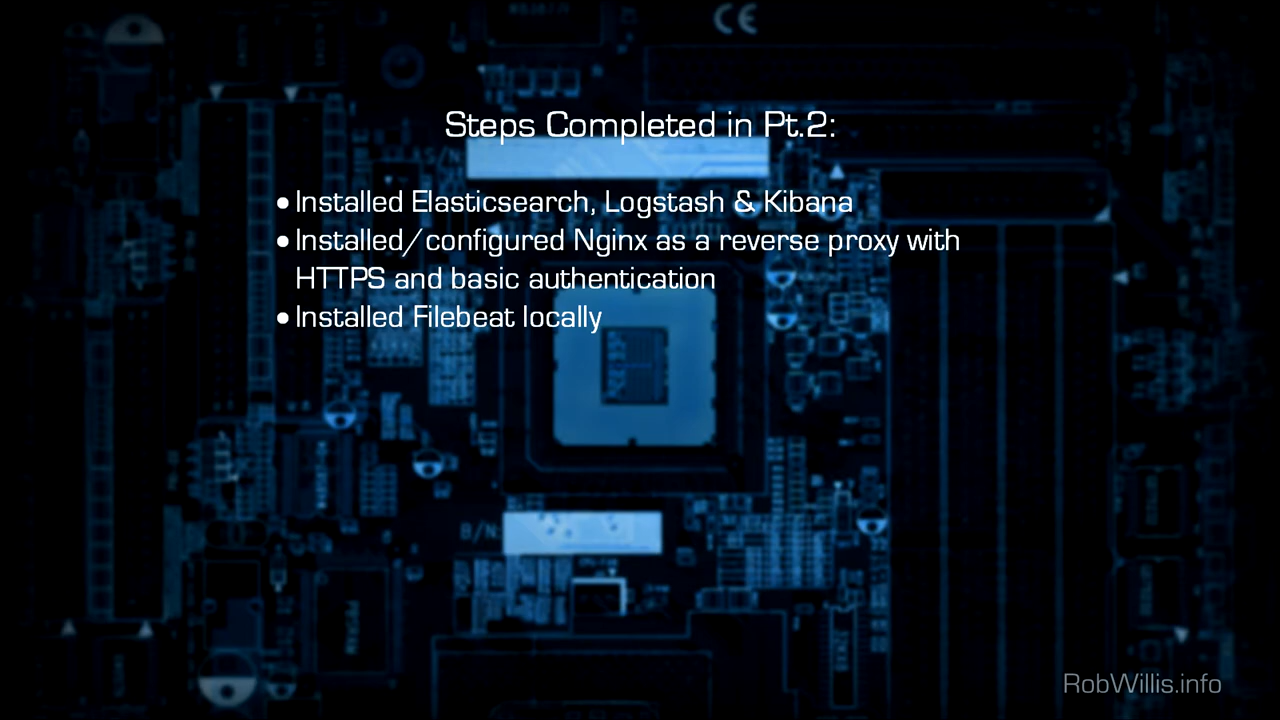 CE
Steps Completed in Pt.2:
• Installed Elasticsearch, Logstash & Kibana
• Installed/configured Nginx as a reverse proxy with
HTTPS and basic authentication
• Installed Filebeat locally
B/N:
RobWillis.info